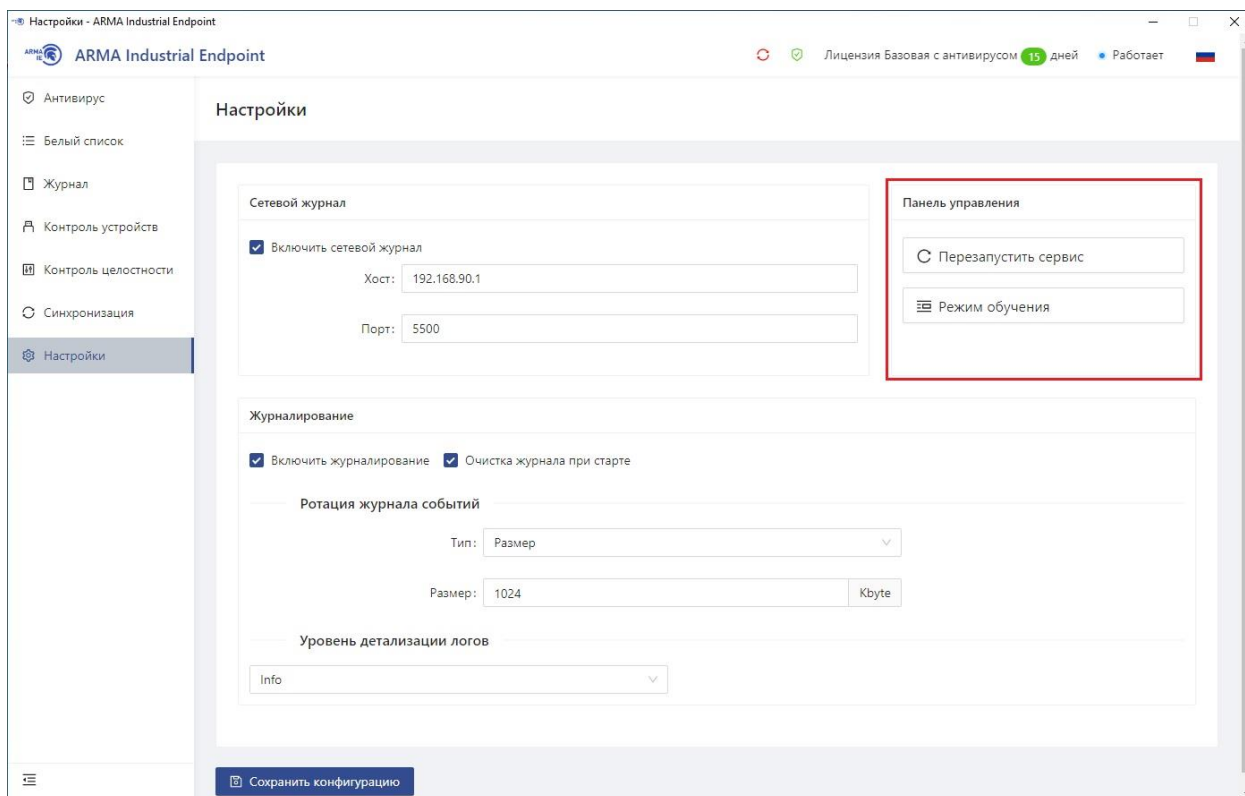 Настройки - ARMA Industrial Endpoint
ARMA IE ARMA Industrial Endpoint
Лицензия Базовая с антивирусом 15 дней Работает
Антивирус
Белый список
Журнал
Контроль устройств
Контроль целостности
Синхронизация
Настройки
Настройки
Сетевой журнал
Включить сетевой журнал
Хост: 192.168.90.1
Порт: 5500
Панель управления
Перезапустить сервис
Режим обучения
Журналирование
Включить журналирование Очистка журнала при старте
Ротация журнала событий
Тип: Размер
Размер: 1024 Kbyte
Уровень детализации логов
Info
Сохранить конфигурацию